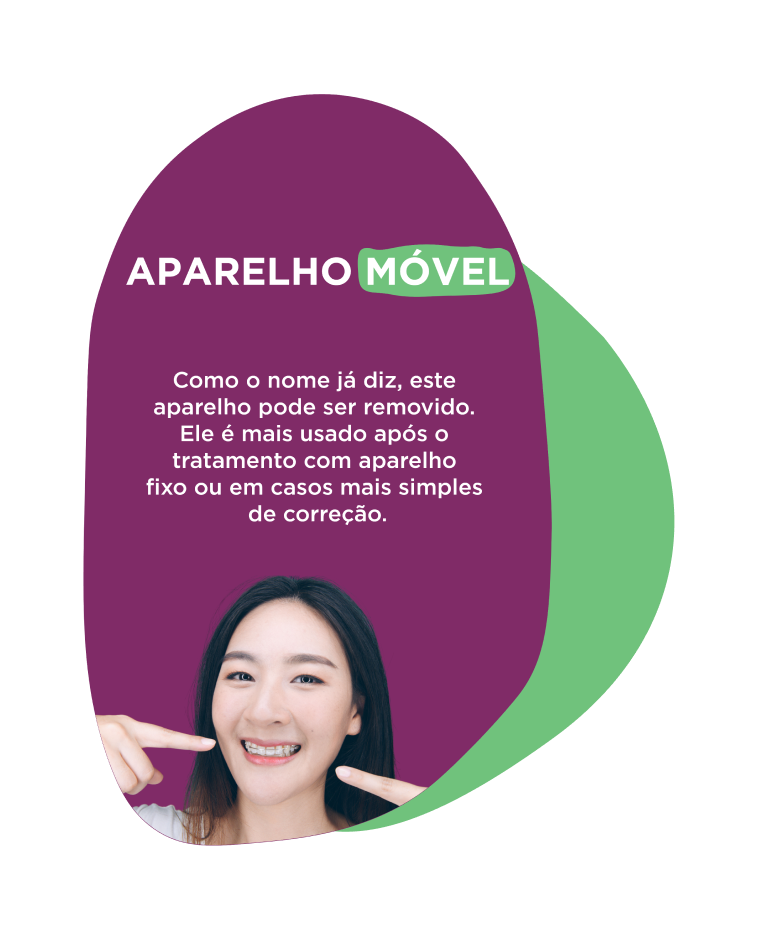 APARELHO MÓVEL
Como o nome já diz, este
aparelho pode ser removido.
Ele é mais usado após o
tratamento com aparelho
fixo ou em casos mais simples
de correção.